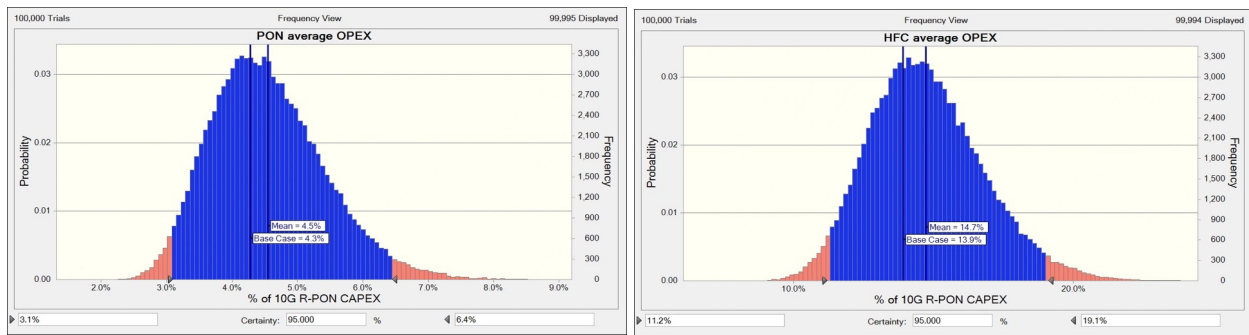 100,000 Trials Frequency View 99,995 Displayed
PON average OPEX
Probability
0.03
0.02
0.01
0.00
3,300
3,000
2,700
2,400
2,100
1,800
1,500
1,200
900
600
300
0
Frequency
Mean = 4.5%
Base Case = 4.3%
2.0% 3.0% 4.0% 5.0% 6.0% 7.0% 8.0% 9.0%
% of 10G R-PON CAPEX
3.1% Certainty: 95.000 % 6.4%
100,000 Trials Frequency View 99,994 Displayed
HFC average OPEX
Probability
0.03
0.02
0.01
0.00
3,300
3,000
2,700
2,400
2,100
1,800
1,500
1,200
900
600
300
0
Frequency
Mean = 14.7%
Base Case = 13.9%
10.0% 20.0%
% of 10G R-PON CAPEX
11.2% Certainty: 95.000 % 19.1%